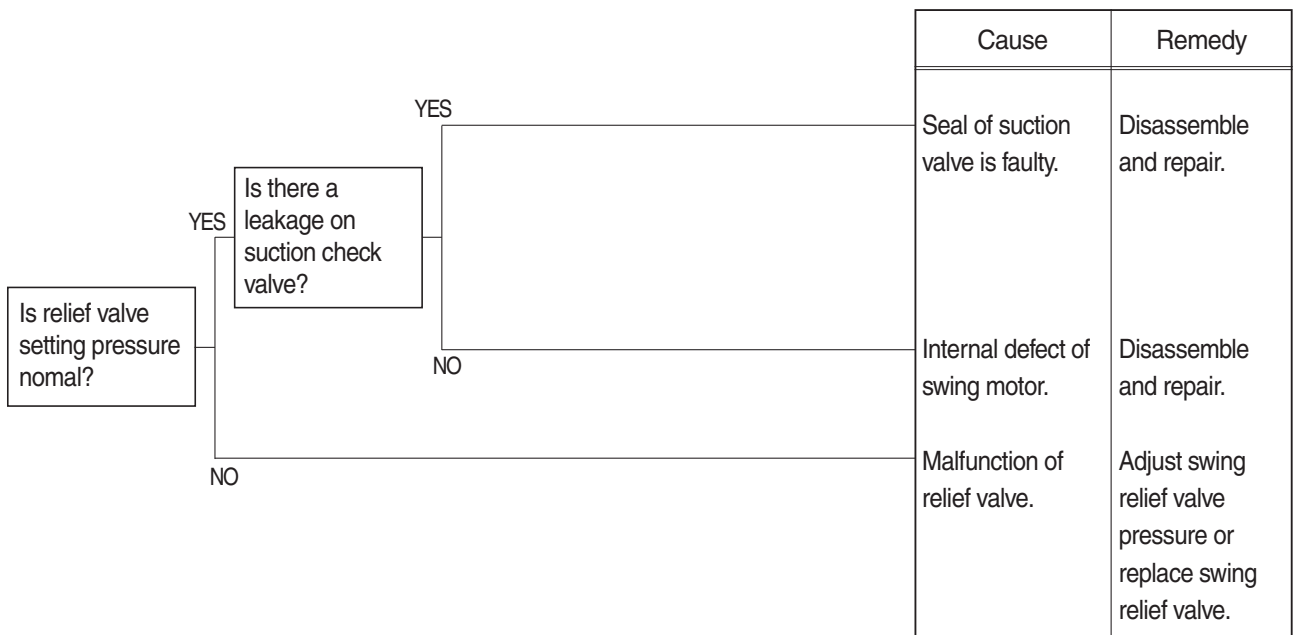 Cause
Remedy
YES
Seal of suction
valve is faulty.
Disassemble
and repair.
Is there a
leakage on
suction check
valve?
YES
Is relief valve
setting pressure
nomal?
NO
Internal defect of
swing motor.
Disassemble
and repair.
NO
Malfunction of
relief valve.
Adjust swing
relief valve
pressure or
replace swing
relief valve.